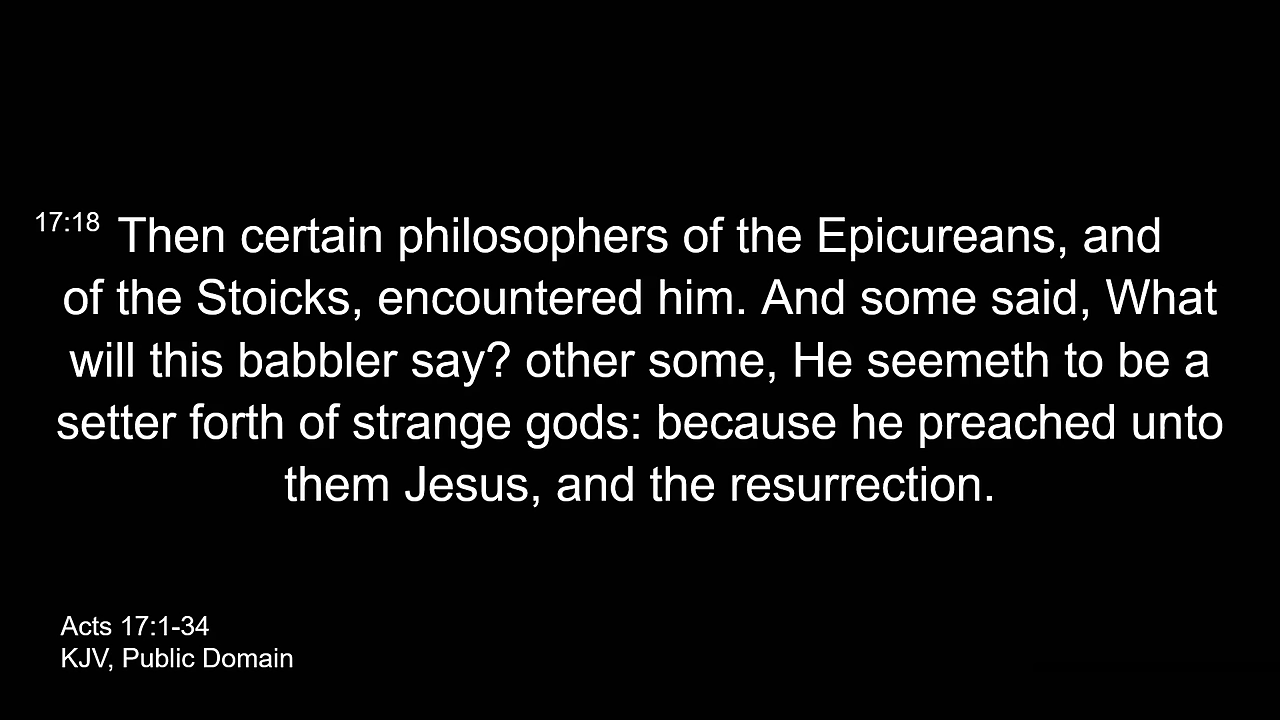 17:18 Then certain philosophers of the Epicureans, and
of the Stoicks, encountered him. And some said, What
will this babbler say? other some, He seemeth to be a
setter forth of strange gods: because he preached unto
them Jesus, and the resurrection.
Acts 17:1-34
KJV, Public Domain